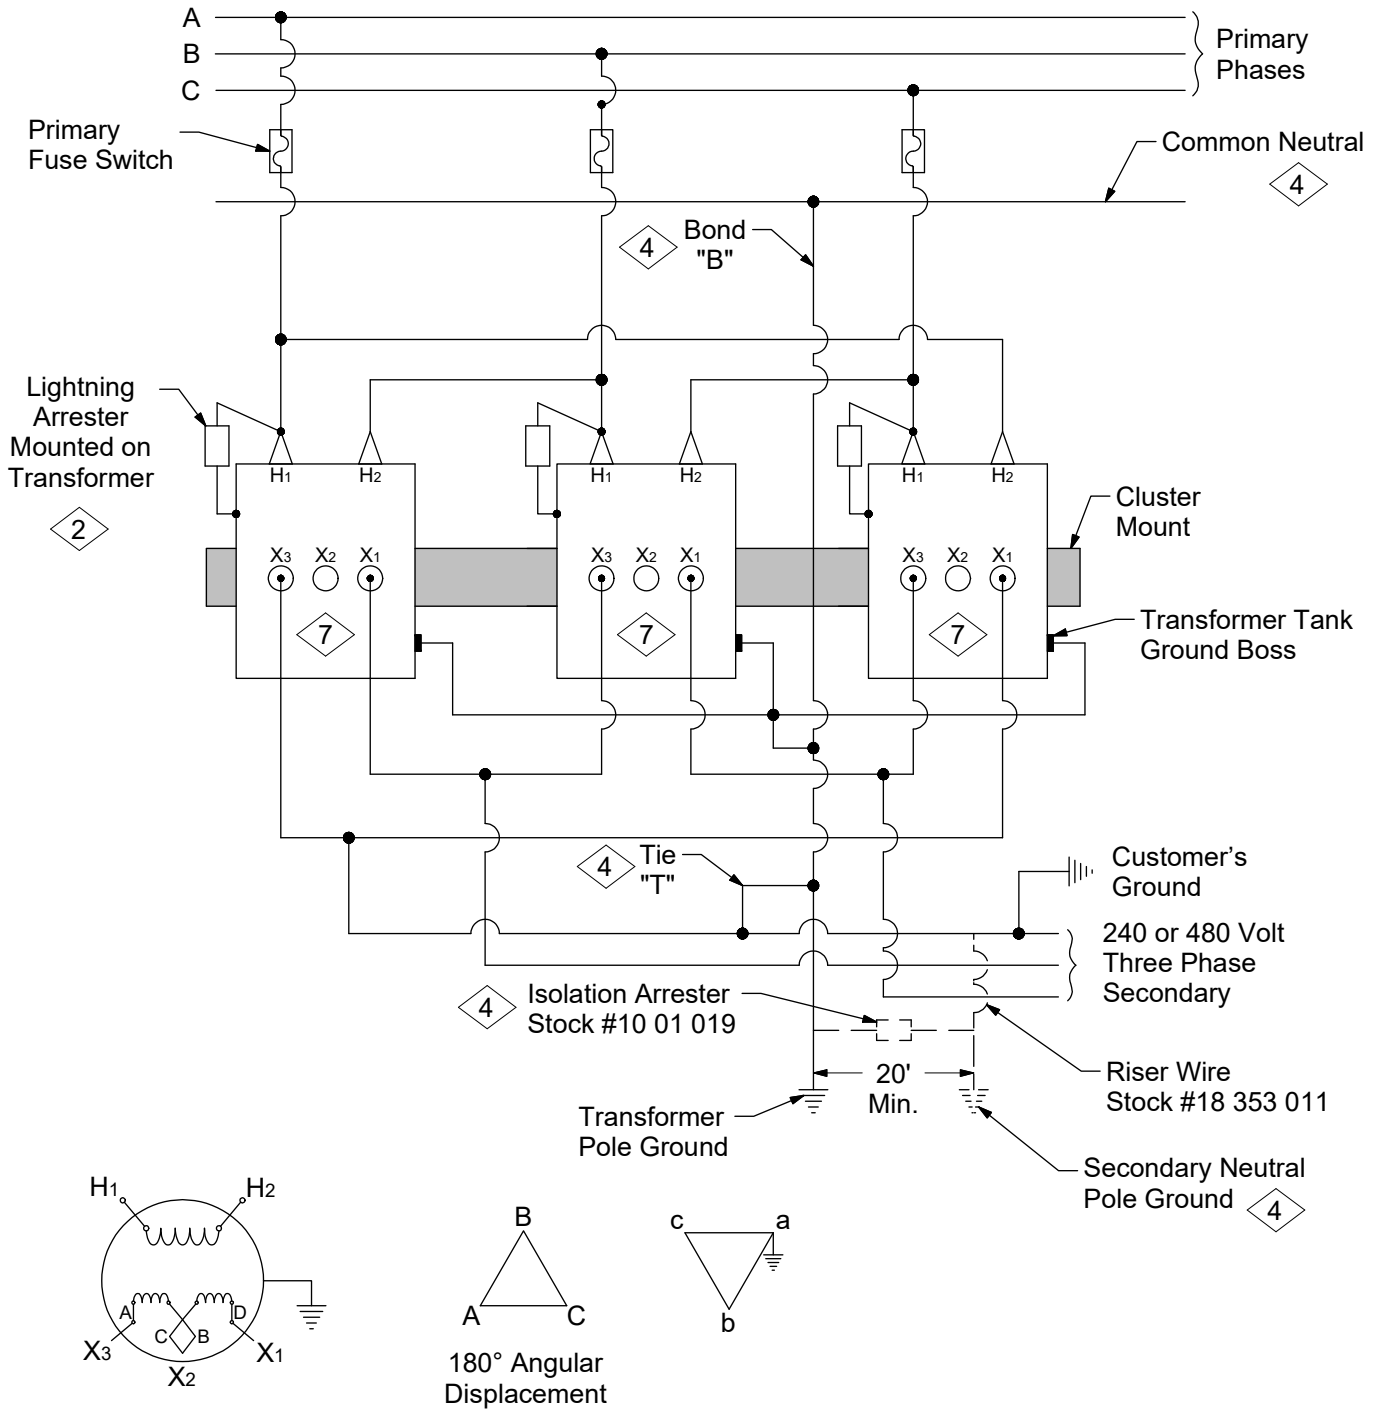 A
B
C
Primary
Phases
Primary
Fuse Switch
Common Neutral
4
4
Bond
"B"
Lightning
Arrester
Mounted on
Transformer
2
H1
H2
H1
H2
H1
H2
Cluster
Mount
X3
X2
X1
X3
X2
X1
X3
X2
X1
7
7
7
Transformer Tank
Ground Boss
4
Tie
"T"
Customer’s
Ground
240 or 480 Volt
Three Phase
Secondary
4
Isolation Arrester
Stock #10 01 019
20'
Min.
Riser Wire
Stock #18 353 011
Transformer
Pole Ground
Secondary Neutral
Pole Ground
4
H1
H2
A
D
C
B
X3
X1
X2
B
A
C
180° Angular
Displacement
c
a
b